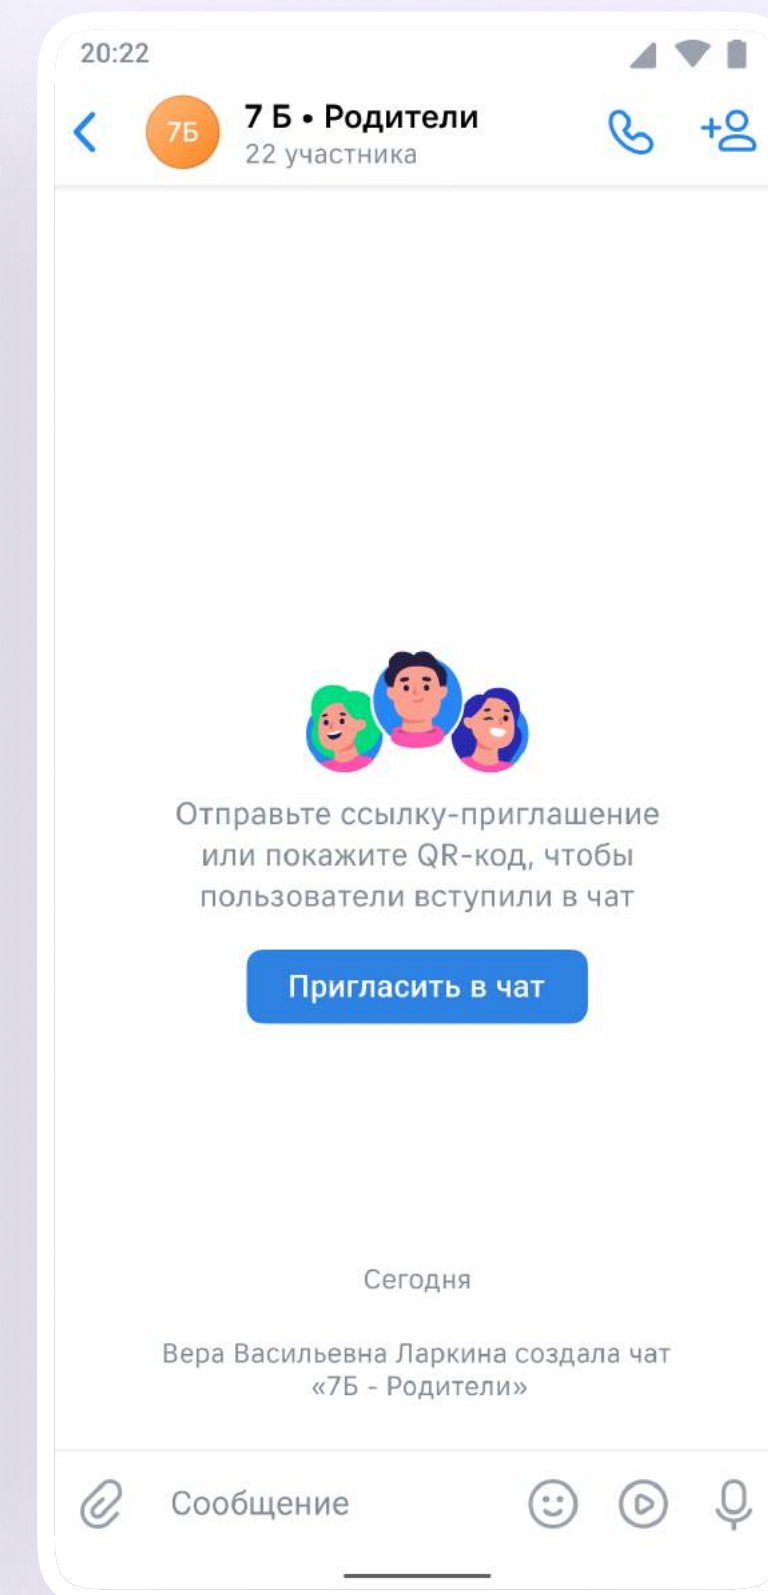 20:22
7Б
7 Б • Родители
22 участника
Отправьте ссылку-приглашение
или покажите QR-код, чтобы
пользователи вступили в чат
Пригласить в чат
Сегодня
Вера Васильевна Ларкина создала чат
«7Б - Родители»
Сообщение